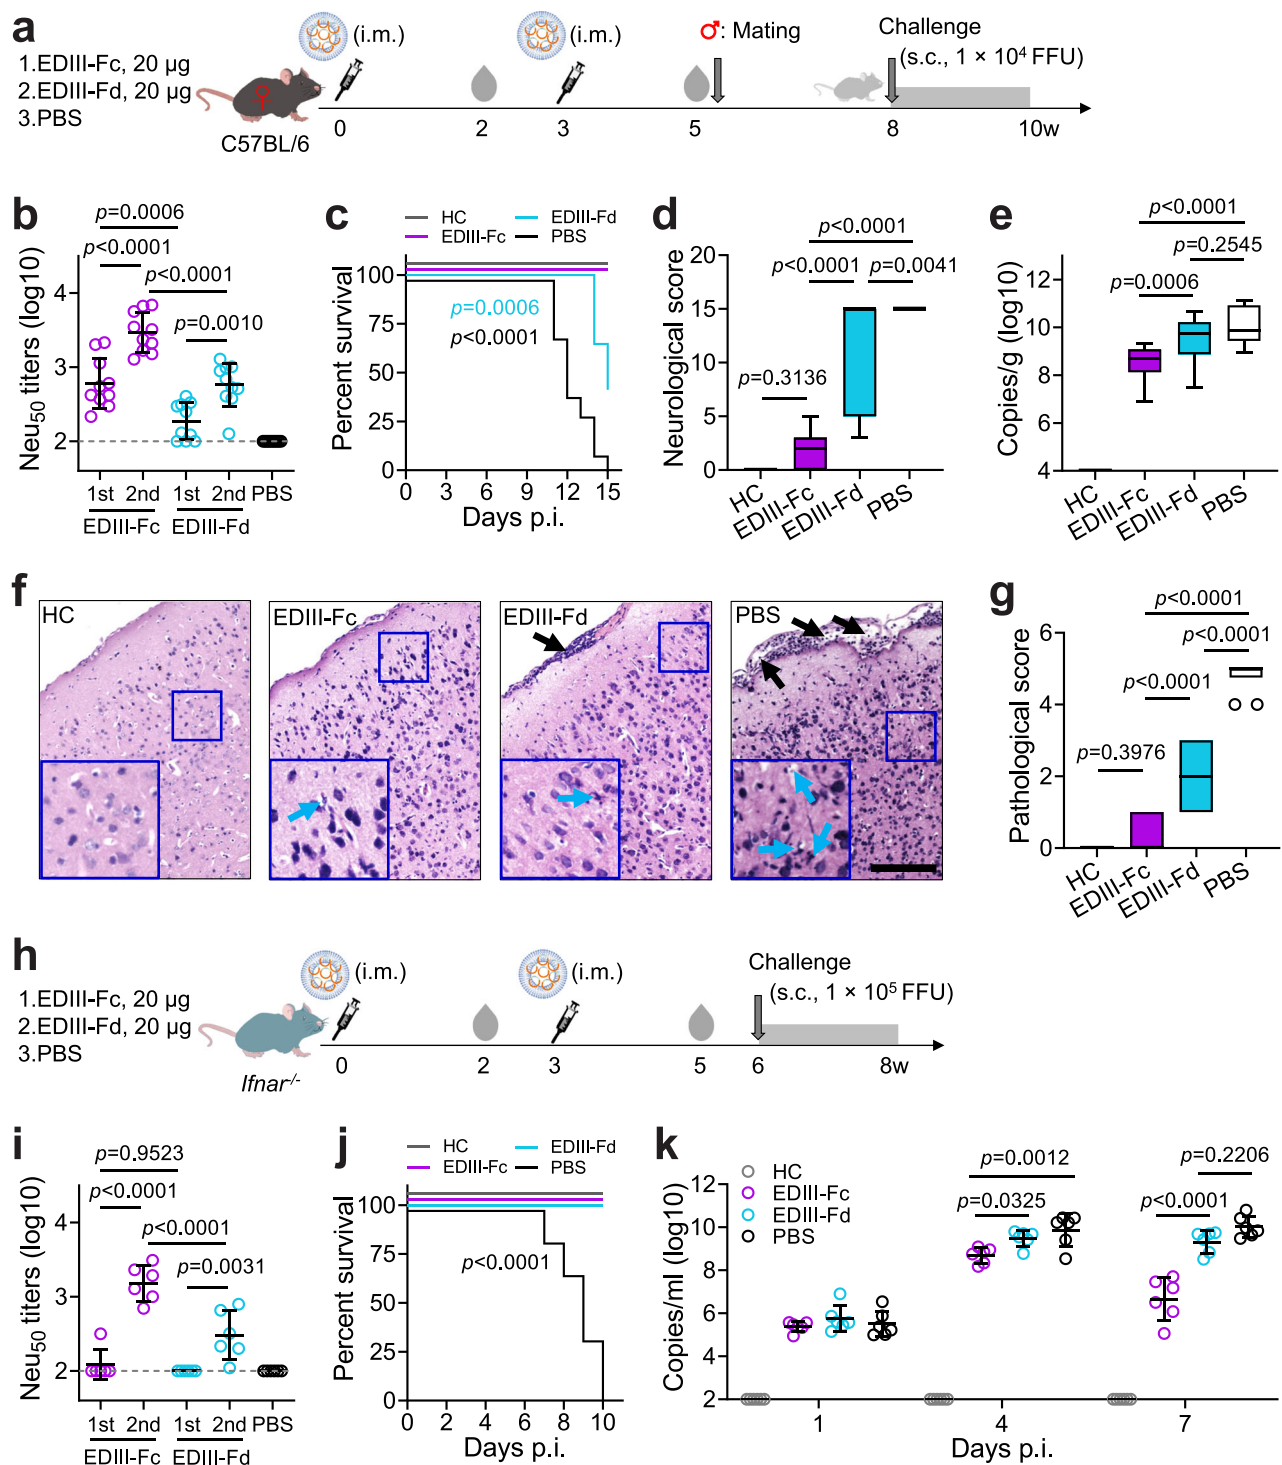 a
1.EDIII-Fc, 20 µg
2.EDIII-Fd, 20 µg
3.PBS
C57BL/6
(i.m.)
(i.m.)
♂: Mating
Challenge
(s.c., 1 × 10⁴ FFU)
0 2 3 5 8 10w
b
p=0.0006
p<0.0001
p<0.0001
p=0.0010
Neu₅₀ titers (log10)
4
3
2
1st 2nd 1st 2nd PBS
EDIII-Fc EDIII-Fd
c
HC EDIII-Fd
EDIII-Fc PBS
p=0.0006
p<0.0001
Percent survival
100
75
50
25
0
0 3 6 9 12 15
Days p.i.
d
p<0.0001
p<0.0001 p=0.0041
p=0.3136
Neurological score
20
15
10
5
0
HC EDIII-Fc EDIII-Fd PBS
e
p<0.0001
p=0.2545
p=0.0006
Copies/g (log10)
12
10
8
6
4
HC EDIII-Fc EDIII-Fd PBS
f
HC EDIII-Fc EDIII-Fd PBS
g
p<0.0001
p<0.0001
p<0.0001
p=0.3976
Pathological score
6
4
2
0
HC EDIII-Fc EDIII-Fd PBS
h
1.EDIII-Fc, 20 µg
2.EDIII-Fd, 20 µg
3.PBS
Ifnar⁻/⁻
(i.m.)
(i.m.)
Challenge
(s.c., 1 × 10⁵ FFU)
0 2 3 5 6 8w
i
p=0.9523
p<0.0001
p<0.0001
p=0.0031
Neu₅₀ titers (log10)
4
3
2
1st 2nd 1st 2nd PBS
EDIII-Fc EDIII-Fd
j
HC EDIII-Fd
EDIII-Fc PBS
p<0.0001
Percent survival
100
75
50
25
0
0 2 4 6 8 10
Days p.i.
k
HC
EDIII-Fc
EDIII-Fd
PBS
p=0.0012
p=0.0325
p=0.2206
p<0.0001
Copies/ml (log10)
12
10
8
6
4
2
1 4 7
Days p.i.